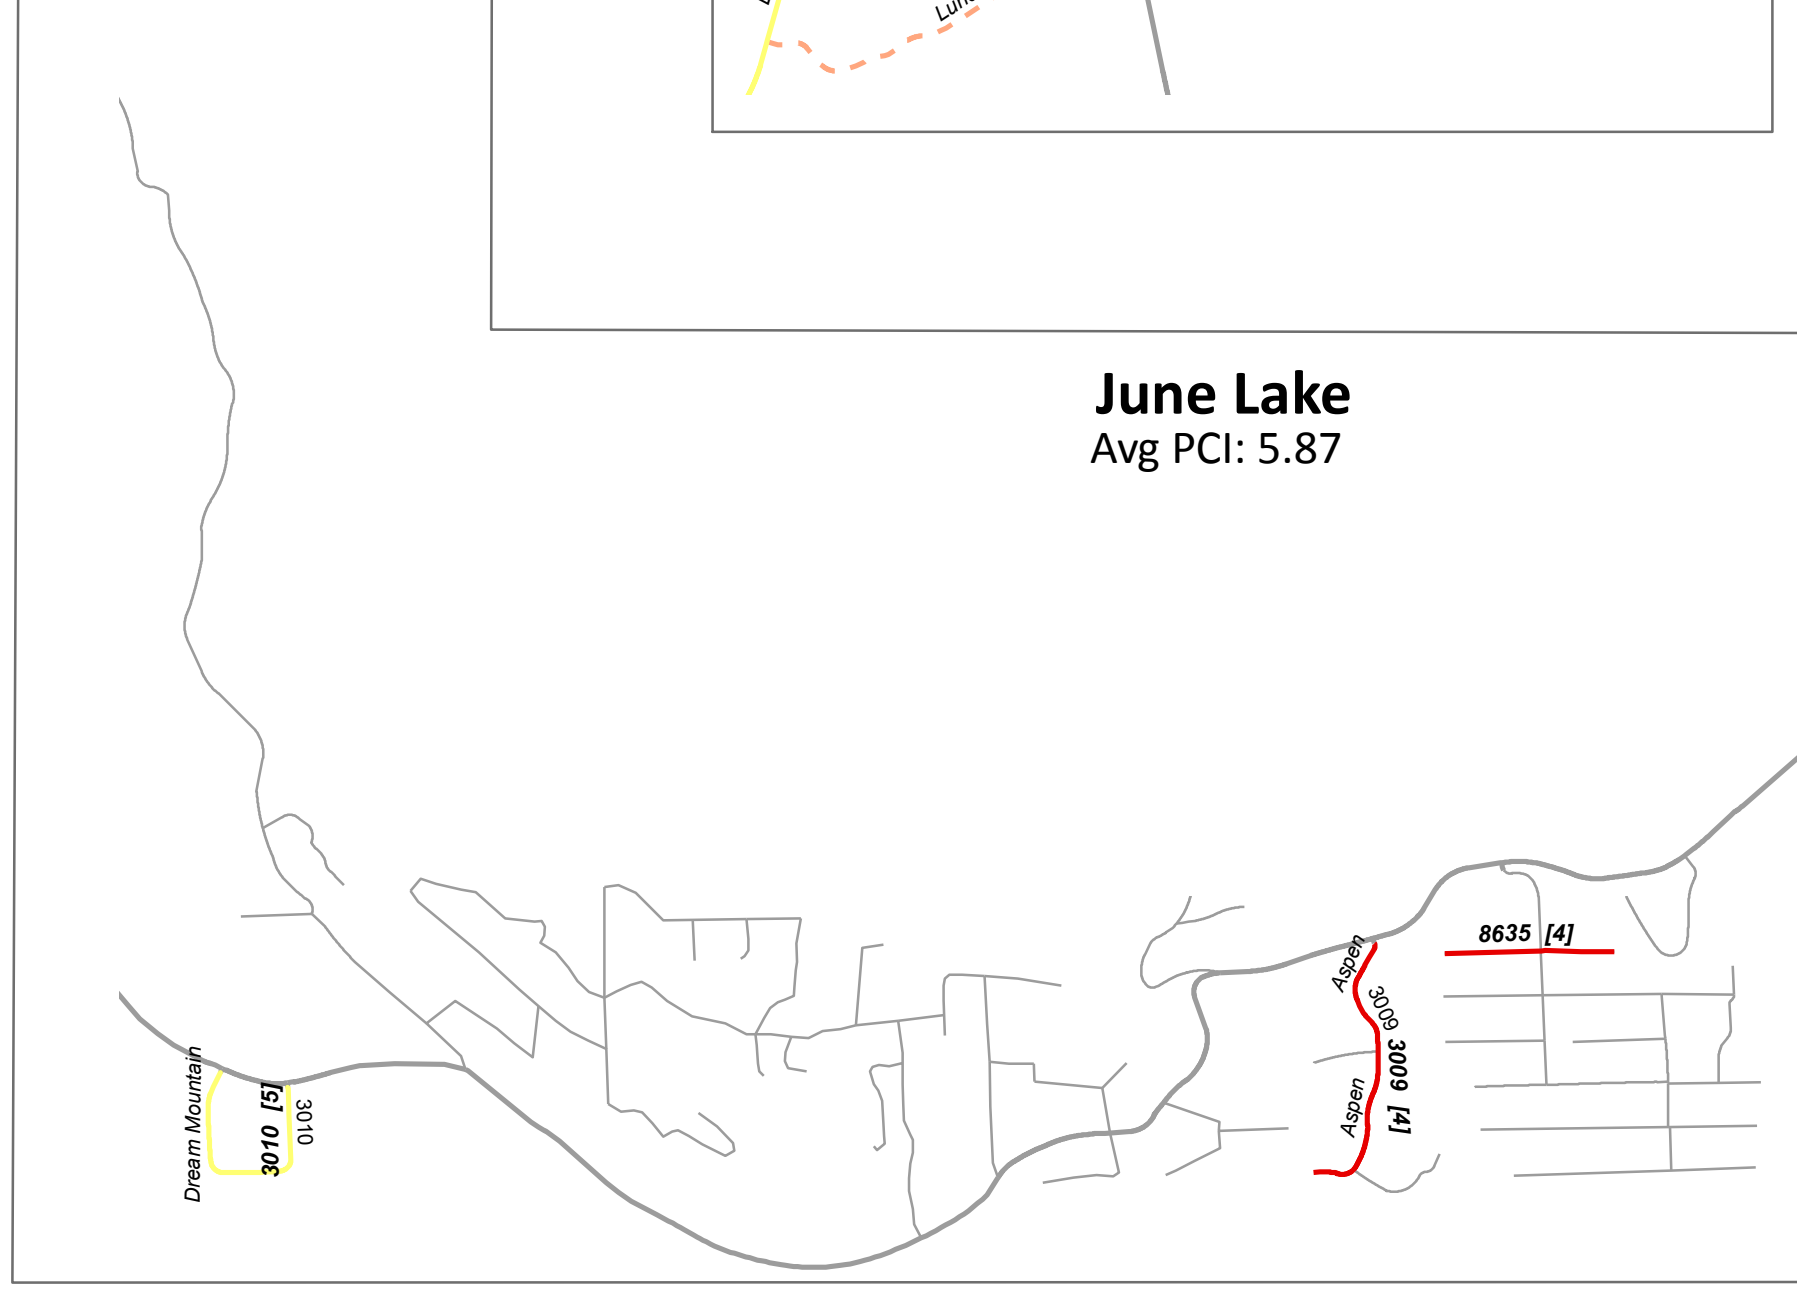 June Lake
Avg PCI: 5.87
8635 [4]
Aspen
3009
3009 [4]
Aspen
Dream Mountain
3010 [5]
3010